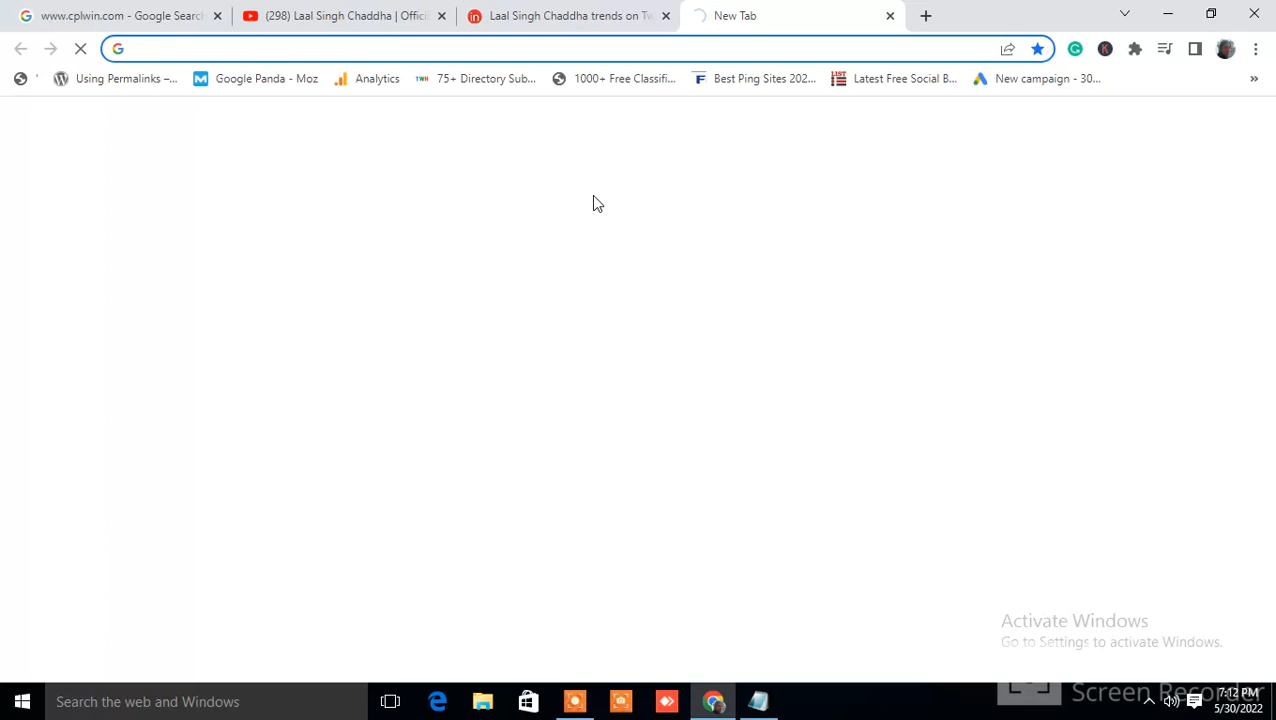 www.cplwin.com - Google Search
(298) Laal Singh Chaddha | Offici
Laal Singh Chaddha trends on Tw
New Tab
Using Permalinks –...
Google Panda - Moz
Analytics
TWH 75+ Directory Sub...
1000+ Free Classifi...
Best Ping Sites 202...
LIST Latest Free Social B...
New campaign - 30...
Activate Windows
Go to Settings to activate Windows.
Search the web and Windows
Screen Recorder
7:12 PM
5/30/2022